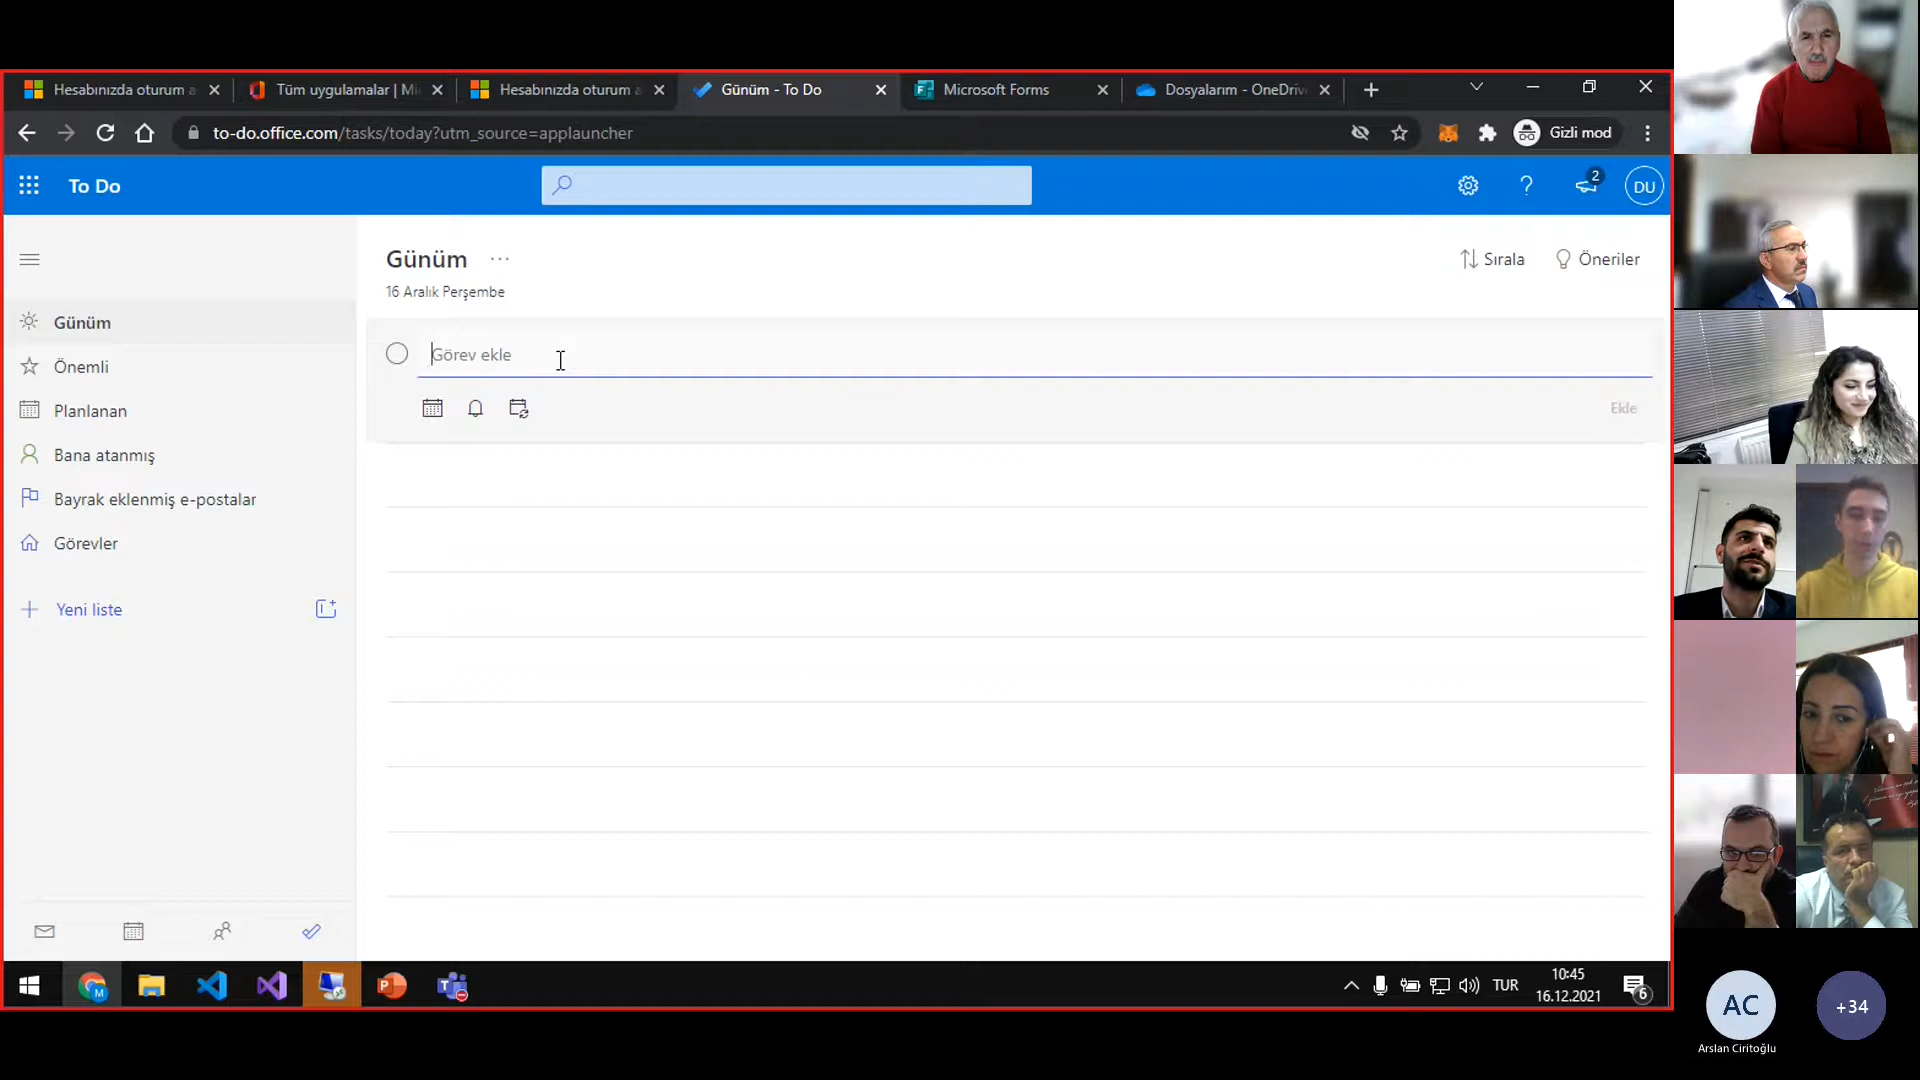 Hesabınızda oturum a
Tüm uygulamalar | Mi
Hesabınızda oturum a
Günüm - To Do
Microsoft Forms
Dosyalarım - OneDriv
to-do.office.com/tasks/today?utm_source=applauncher
Gizli mod
To Do
2
DU
Günüm
Sırala
Öneriler
16 Aralık Perşembe
Günüm
Görev ekle
Önemli
Planlanan
Ekle
Bana atanmış
Bayrak eklenmiş e-postalar
Görevler
Yeni liste
M
P
T
TUR
10:45
16.12.2021
6
AC
Arslan Ciritoğlu
+34